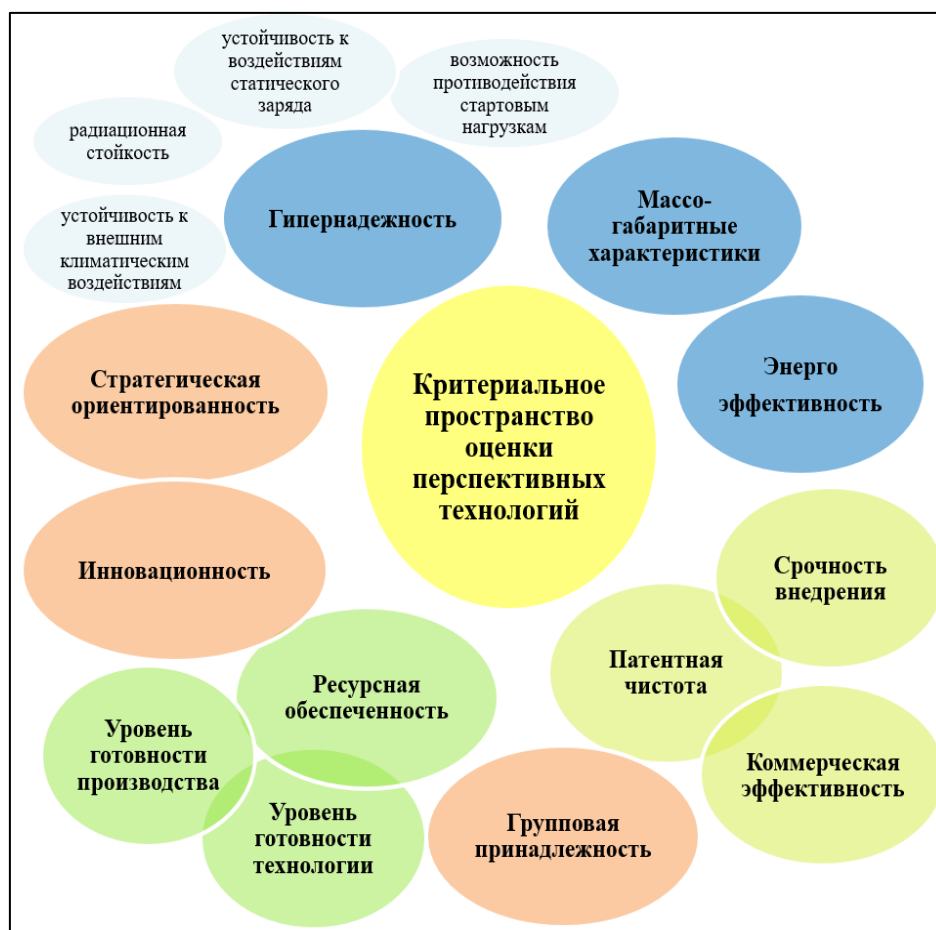 устойчивость к
воздействиям
статического
заряда
возможность
противодействия
стартовым
нагрузкам
радиационная
стойкость
устойчивость к
внешним
климатическим
воздействиям
Гипернадежность
Массо-
габаритные
характеристики
Энерго
эффективность
Стратегическая
ориентированность
Критериальное
пространство
оценки
перспективных
технологий
Инновационность
Срочность
внедрения
Патентная
чистота
Коммерческая
эффективность
Ресурсная
обеспеченность
Уровень
готовности
производства
Уровень
готовности
технологии
Групповая
принадлежность